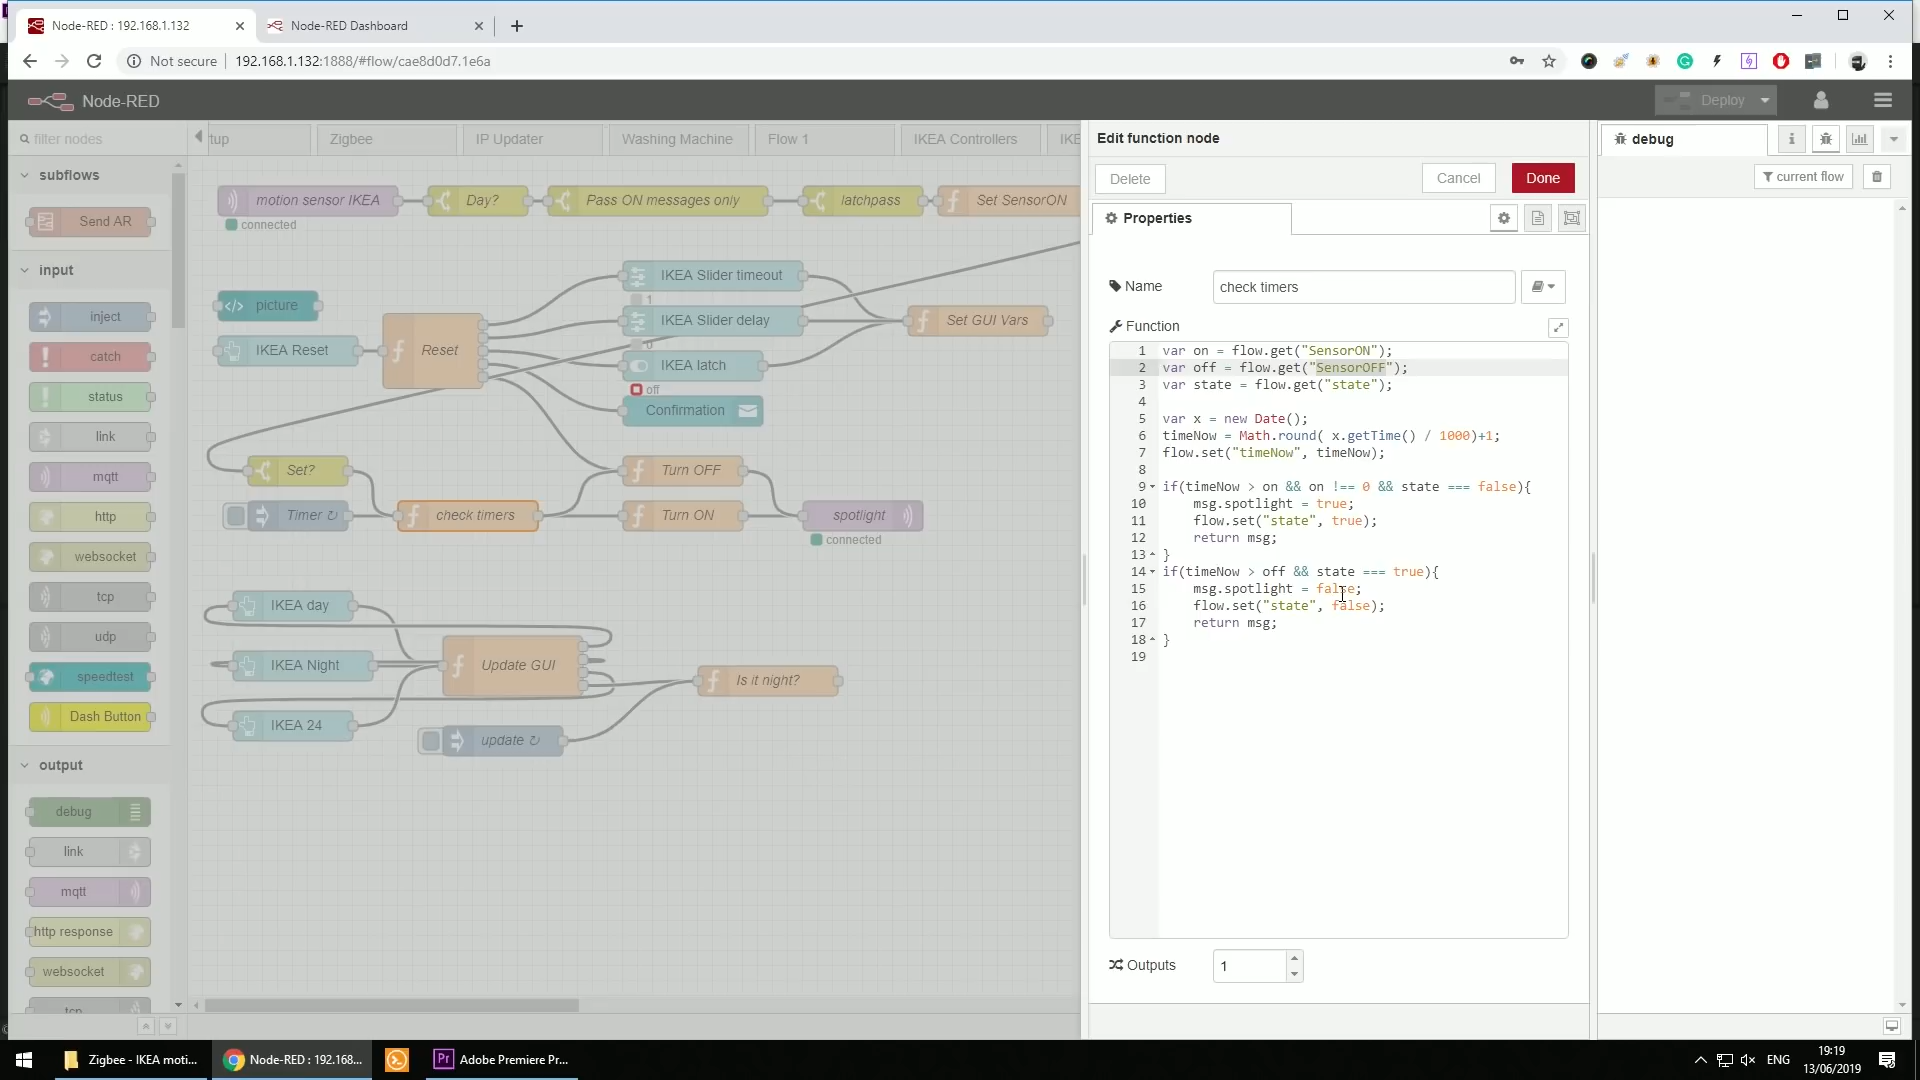 Node-RED : 192.168.1.132
Node-RED Dashboard
Not secure
192.168.1.132:1888/#flow/cae8d0d7.1e6a
Node-RED
Deploy
filter nodes
tup
Zigbee
IP Updater
Washing Machine
Flow 1
IKEA Controllers
IKE
subflows
Send AR
input
inject
catch
status
link
mqtt
http
websocket
tcp
udp
speedtest
Dash Button
output
debug
link
mqtt
http response
websocket
tcp
motion sensor IKEA
connected
Day?
Pass ON messages only
latchpass
Set SensorON
picture
IKEA Reset
Reset
IKEA Slider timeout
1
IKEA Slider delay
0
IKEA latch
off
Confirmation
Set GUI Vars
Set?
Timer ↻
check timers
Turn OFF
Turn ON
spotlight
connected
IKEA day
IKEA Night
IKEA 24
Update GUI
update ↻
Is it night?
Edit function node
Delete
Cancel
Done
Properties
Name
check timers
Function
1 var on = flow.get("SensorON");
2 var off = flow.get("SensorOFF");
3 var state = flow.get("state");
4
5 var x = new Date();
6 timeNow = Math.round( x.getTime() / 1000)+1;
7 flow.set("timeNow", timeNow);
8
9 if(timeNow > on && on !== 0 && state === false){
10 msg.spotlight = true;
11 flow.set("state", true);
12 return msg;
13 }
14 if(timeNow > off && state === true){
15 msg.spotlight = false;
16 flow.set("state", false);
17 return msg;
18 }
19
Outputs
1
debug
i
current flow
Zigbee - IKEA moti...
Node-RED : 192.168...
Pr
Adobe Premiere Pr...
ENG
19:19
13/06/2019